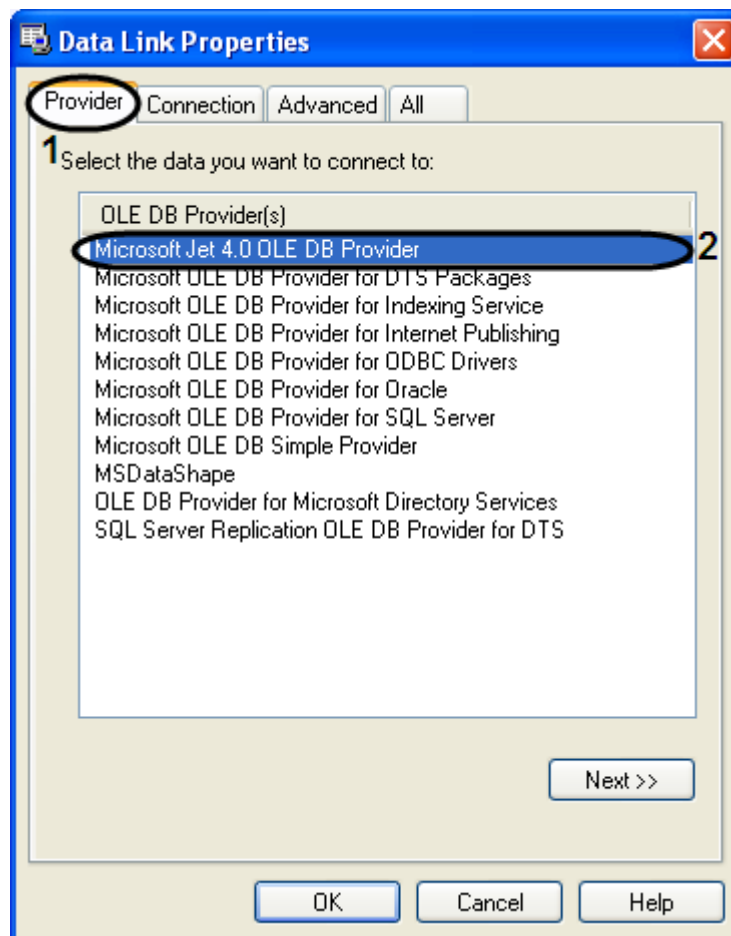 Data Link Properties
Provider Connection Advanced All
1
Select the data you want to connect to:
OLE DB Provider(s)
Microsoft Jet 4.0 OLE DB Provider 2
Microsoft OLE DB Provider for DTS Packages
Microsoft OLE DB Provider for Indexing Service
Microsoft OLE DB Provider for Internet Publishing
Microsoft OLE DB Provider for ODBC Drivers
Microsoft OLE DB Provider for Oracle
Microsoft OLE DB Provider for SQL Server
Microsoft OLE DB Simple Provider
MSDataShape
OLE DB Provider for Microsoft Directory Services
SQL Server Replication OLE DB Provider for DTS
Next >>
OK Cancel Help